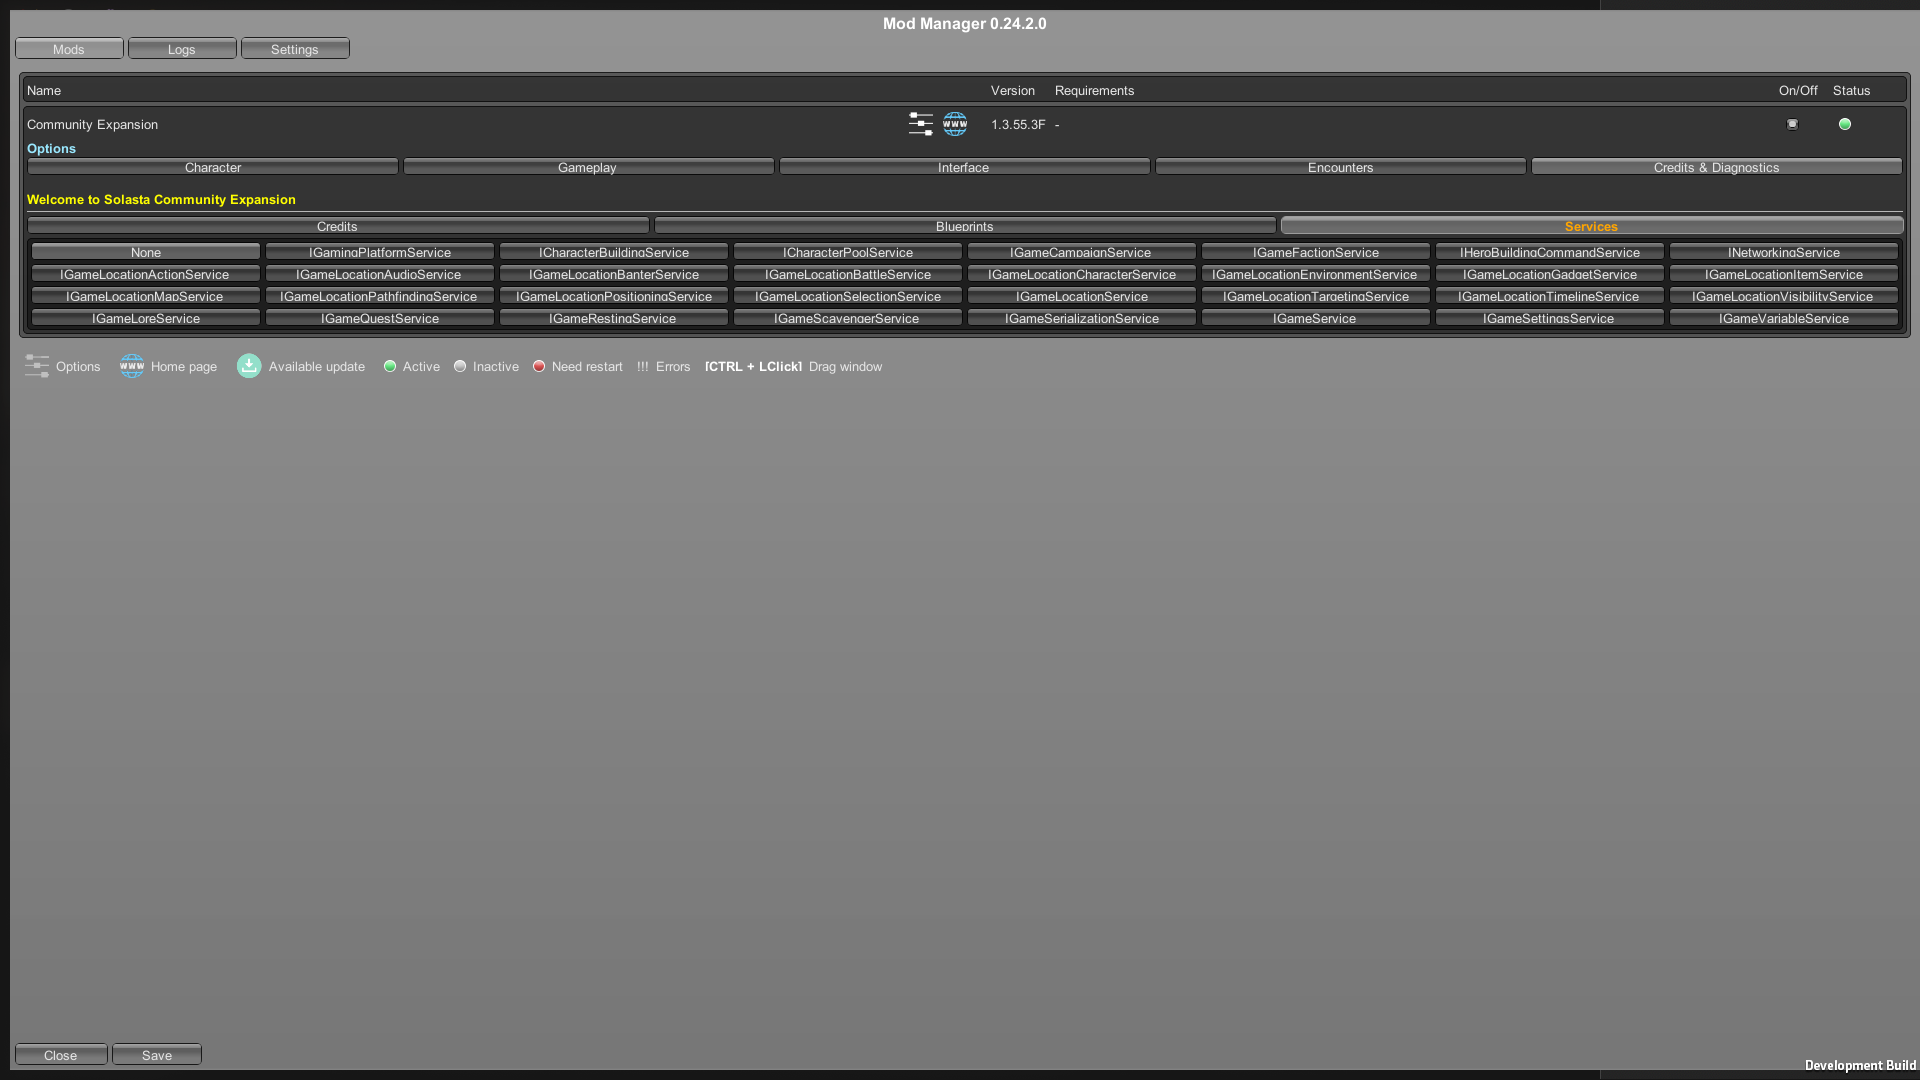 Mod Manager 0.24.2.0
Mods Logs Settings
Name Version Requirements On/Off Status
Community Expansion www 1.3.55.3F - 
Options
Character Gameplay Interface Encounters Credits & Diagnostics
Welcome to Solasta Community Expansion
Credits Blueprints Services
None IGamingPlatformService ICharacterBuildingService ICharacterPoolService IGameCampaignService IGameFactionService IHeroBuildingCommandService INetworkingService
IGameLocationActionService IGameLocationAudioService IGameLocationBanterService IGameLocationBattleService IGameLocationCharacterService IGameLocationEnvironmentService IGameLocationGadgetService IGameLocationItemService
IGameLocationMapService IGameLocationPathfindingService IGameLocationPositioningService IGameLocationSelectionService IGameLocationService IGameLocationTargetingService IGameLocationTimelineService IGameLocationVisibilityService
IGameLoreService IGameQuestService IGameRestingService IGameScavengerService IGameSerializationService IGameService IGameSettingsService IGameVariableService
Options www Home page Available update Active Inactive Need restart !!! Errors [CTRL + LClick] Drag window
Close Save
Development Build